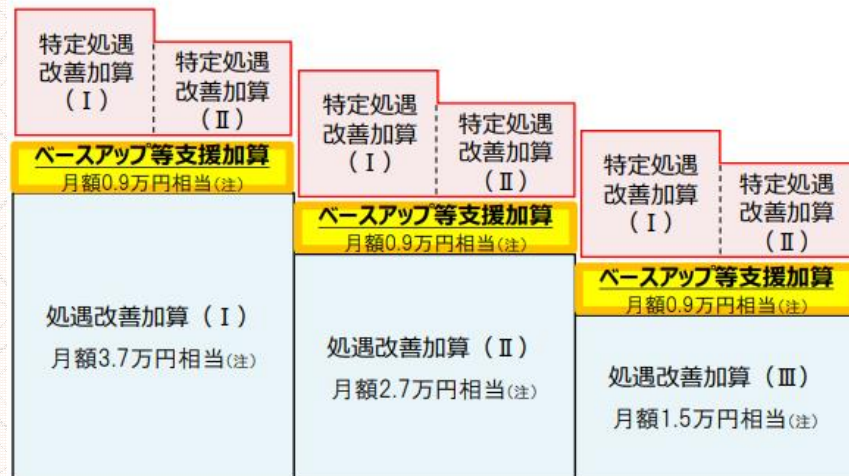 特定処遇
改善加算
（Ⅰ）
特定処遇
改善加算
（Ⅱ）
ベースアップ等支援加算
月額0.9万円相当(注)
処遇改善加算（Ⅰ）
月額3.7万円相当(注)
特定処遇
改善加算
（Ⅰ）
特定処遇
改善加算
（Ⅱ）
ベースアップ等支援加算
月額0.9万円相当(注)
処遇改善加算（Ⅱ）
月額2.7万円相当(注)
特定処遇
改善加算
（Ⅰ）
特定処遇
改善加算
（Ⅱ）
ベースアップ等支援加算
月額0.9万円相当(注)
処遇改善加算（Ⅲ）
月額1.5万円相当(注)